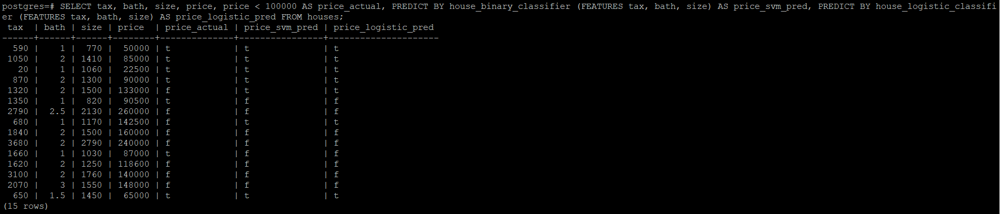 postgres=# SELECT tax, bath, size, price, price < 100000 AS price_actual, PREDICT BY house_binary_classifier (FEATURES tax, bath, size) AS price_svm_pred, PREDICT BY house_logistic_classifi
er (FEATURES tax, bath, size) AS price_logistic_pred FROM houses;
 tax  | bath | size | price  | price_actual | price_svm_pred | price_logistic_pred
------+------+------+--------+--------------+----------------+---------------------
  590 |    1 |  770 |  50000 | t            | t              | t
 1050 |    2 | 1410 |  85000 | t            | t              | t
   20 |    1 | 1060 |  22500 | t            | t              | t
  870 |    2 | 1300 |  90000 | t            | t              | t
 1320 |    2 | 1500 | 133000 | f            | t              | t
 1350 |    1 |  820 |  90500 | t            | f              | f
 2790 |  2.5 | 2130 | 260000 | f            | f              | f
  680 |    1 | 1170 | 142500 | f            | t              | t
 1840 |    2 | 1500 | 160000 | f            | f              | f
 3680 |    2 | 2790 | 240000 | f            | f              | f
 1660 |    1 | 1030 |  87000 | t            | f              | f
 1620 |    2 | 1250 | 118600 | f            | f              | f
 3100 |    2 | 1760 | 140000 | f            | f              | f
 2070 |    3 | 1550 | 148000 | f            | f              | f
  650 |  1.5 | 1450 |  65000 | t            | t              | t
(15 rows)